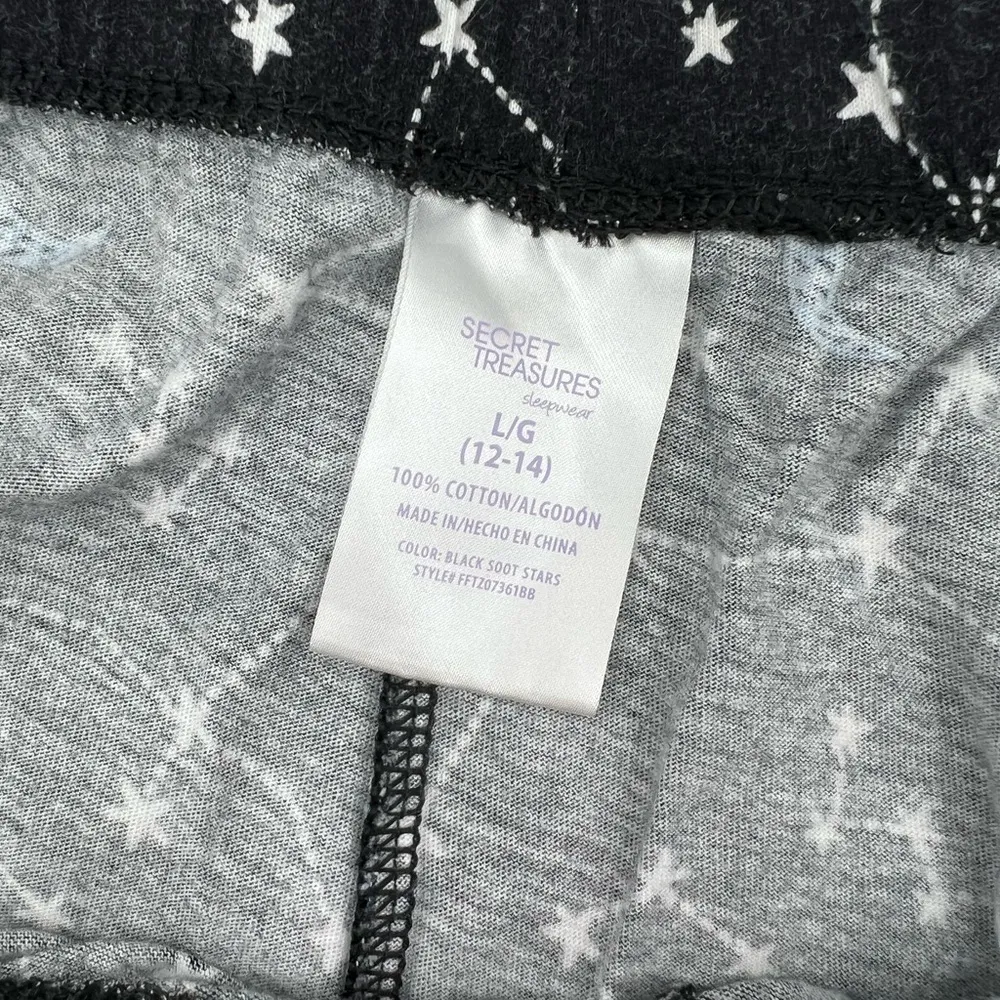 SECRET
TREASURES
sleepwear
L/G
(12-14)
100% COTTON/ALGODÓN
MADE IN/HECHO EN CHINA
COLOR: BLACK SOOT STARS
STYLE# FFTZ07361BB